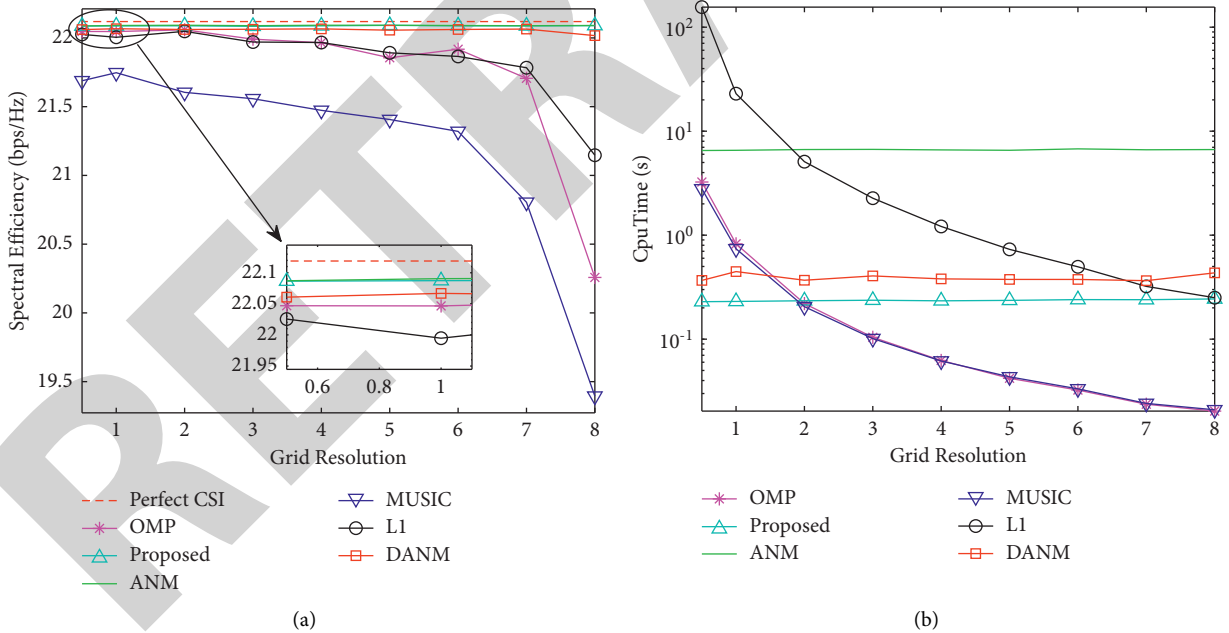 22
21.5
21
20.5
20
19.5
Spectral Efficiency (bps/Hz)
22.1
22.05
22
21.95
0.6 0.8 1
1 2 3 4 5 6 7 8
Grid Resolution
Perfect CSI
OMP
Proposed
ANM
MUSIC
L1
DANM
(a)
10²
10¹
10⁰
10⁻¹
CpuTime (s)
1 2 3 4 5 6 7 8
Grid Resolution
OMP
Proposed
ANM
MUSIC
L1
DANM
(b)
RETRA